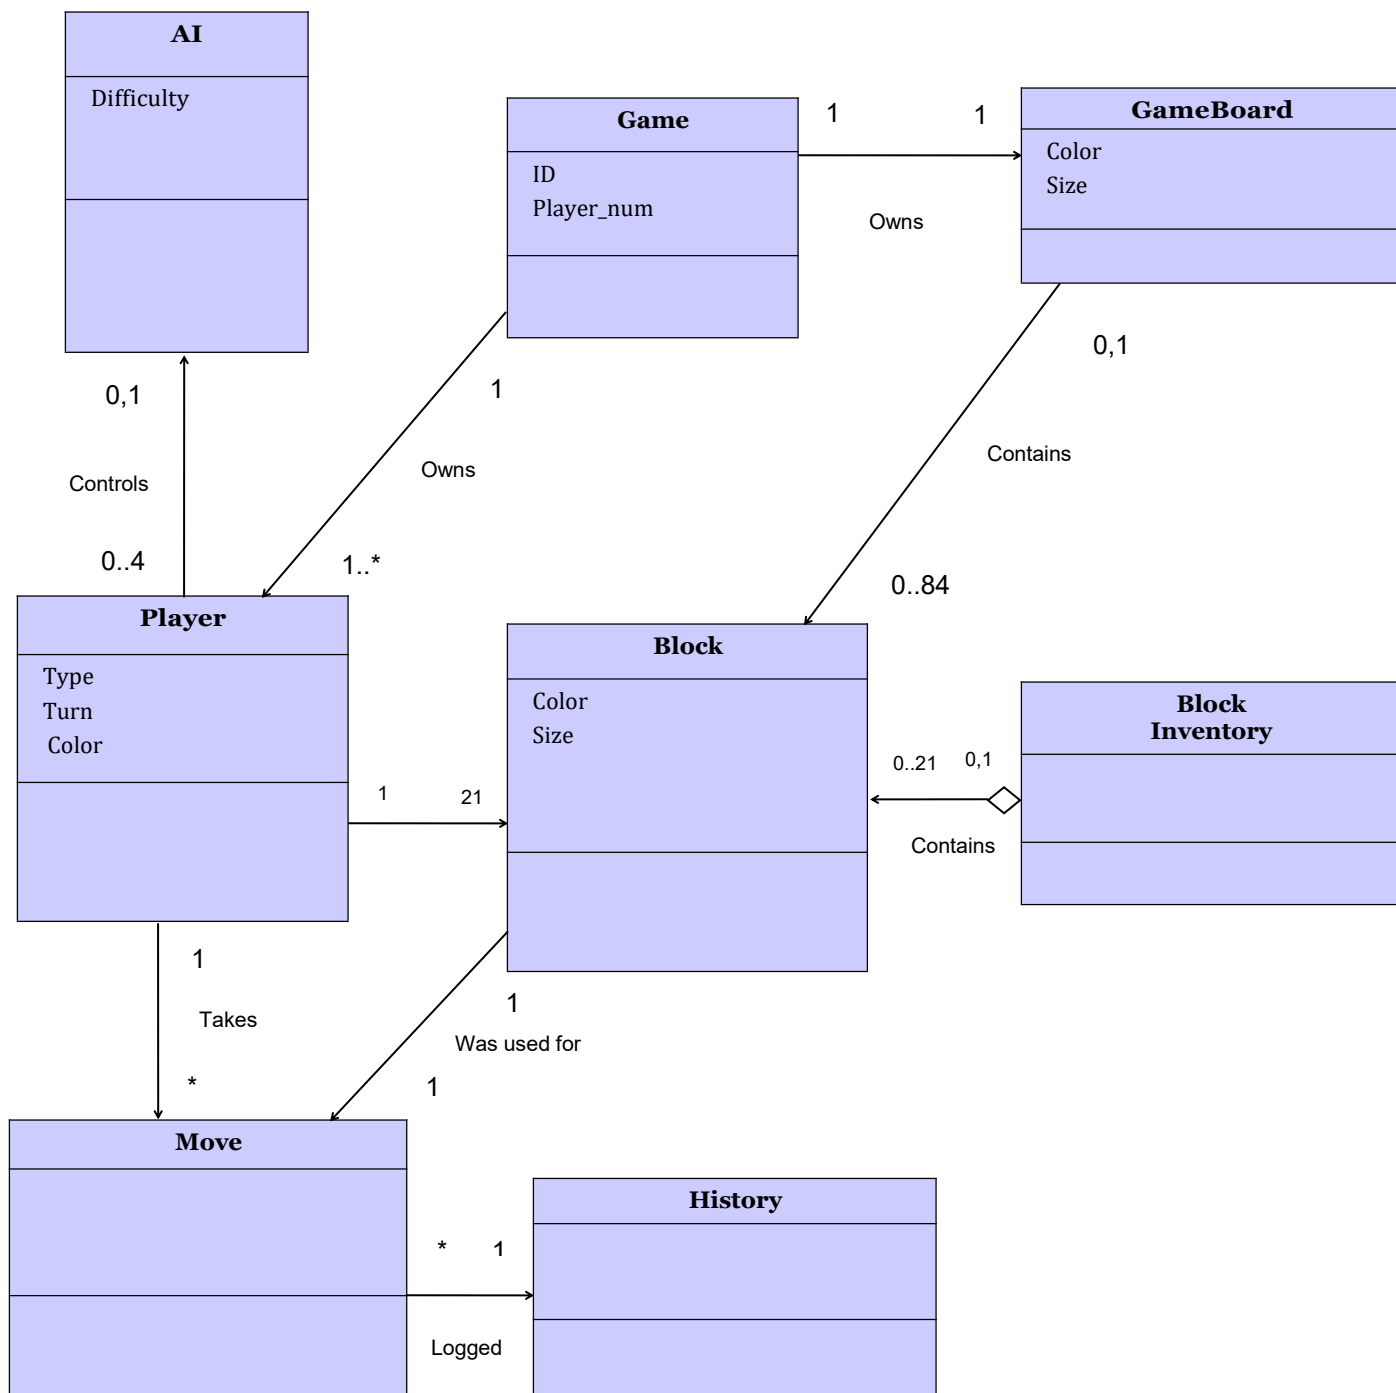 AI
Difficulty
Game
ID
Player_num
1
1
Owns
GameBoard
Color
Size
0,1
Controls
0..4
1
Owns
1..*
0,1
Contains
0..84
Player
Type
Turn
Color
Block
Color
Size
Block
Inventory
0..21
0,1
Contains
1
21
1
Takes
*
1
Was used for
1
Move
*
1
Logged
History